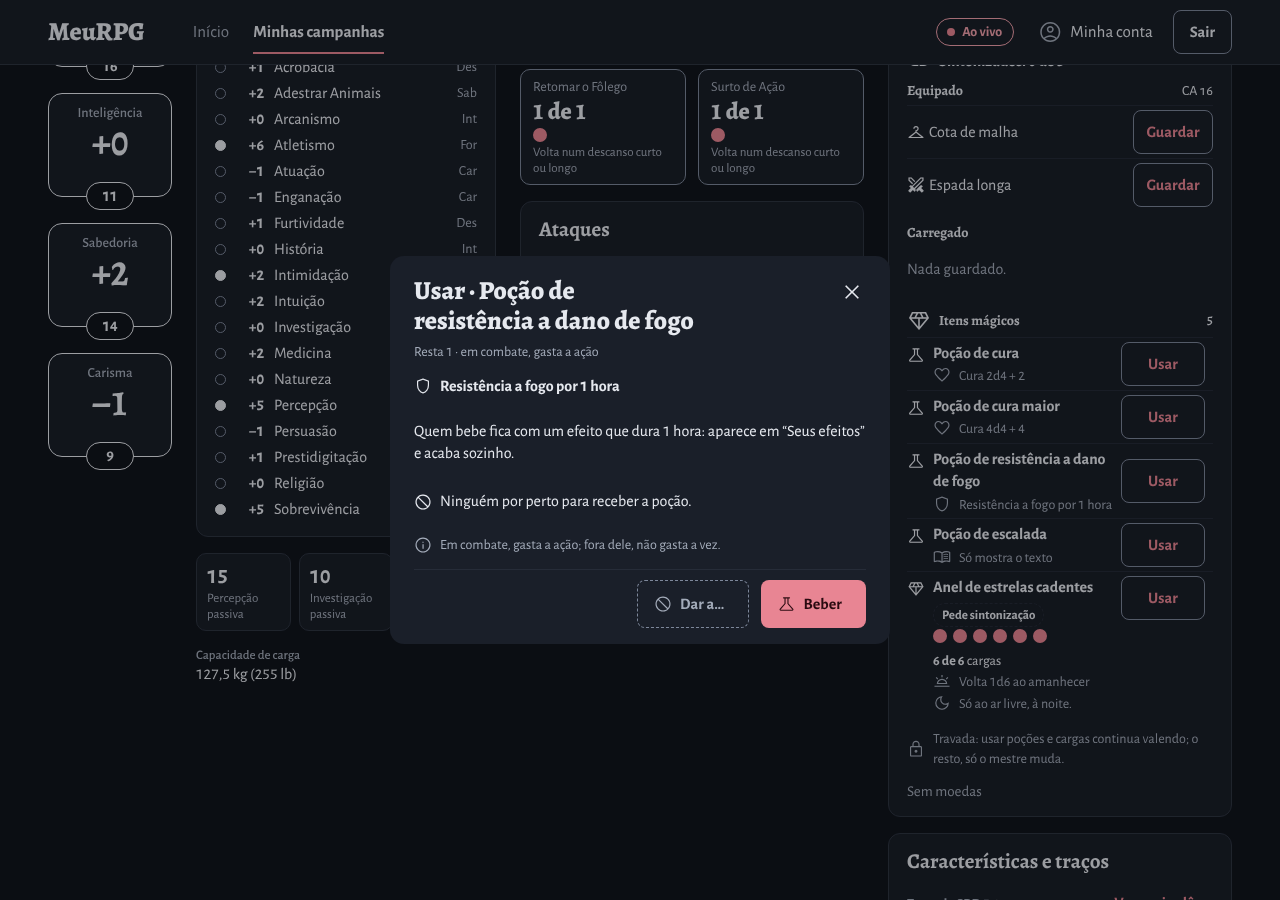 MeuRPG
Início
Minhas campanhas
Ao vivo
Minha conta
Sair
16
Inteligência
+0
11
Sabedoria
+2
14
Carisma
−1
9
+1 Acrobacia Des
+2 Adestrar Animais Sab
+0 Arcanismo Int
+6 Atletismo For
−1 Atuação Car
−1 Enganação Car
+1 Furtividade Des
+0 História Int
+2 Intimidação
+2 Intuição
+0 Investigação
+2 Medicina
+0 Natureza
+5 Percepção
−1 Persuasão
+1 Prestidigitação
+0 Religião
+5 Sobrevivência
15
Percepção
passiva
10
Investigação
passiva
Capacidade de carga
127,5 kg (255 lb)
Retomar o Fôlego
1 de 1
Volta num descanso curto
ou longo
Surto de Ação
1 de 1
Volta num descanso curto
ou longo
Ataques
Usar · Poção de
resistência a dano de fogo
Resta 1 · em combate, gasta a ação
Resistência a fogo por 1 hora
Quem bebe fica com um efeito que dura 1 hora: aparece em “Seus efeitos”
e acaba sozinho.
Ninguém por perto para receber a poção.
Em combate, gasta a ação; fora dele, não gasta a vez.
Dar a…
Beber
Equipado CA 16
Cota de malha Guardar
Espada longa Guardar
Carregado
Nada guardado.
Itens mágicos 5
Poção de cura
Cura 2d4 + 2
Usar
Poção de cura maior
Cura 4d4 + 4
Usar
Poção de resistência a dano
de fogo
Resistência a fogo por 1 hora
Usar
Poção de escalada
Só mostra o texto
Usar
Anel de estrelas cadentes
Usar
Pede sintonização
6 de 6 cargas
Volta 1d6 ao amanhecer
Só ao ar livre, à noite.
Travada: usar poções e cargas continua valendo; o
resto, só o mestre muda.
Sem moedas
Características e traços